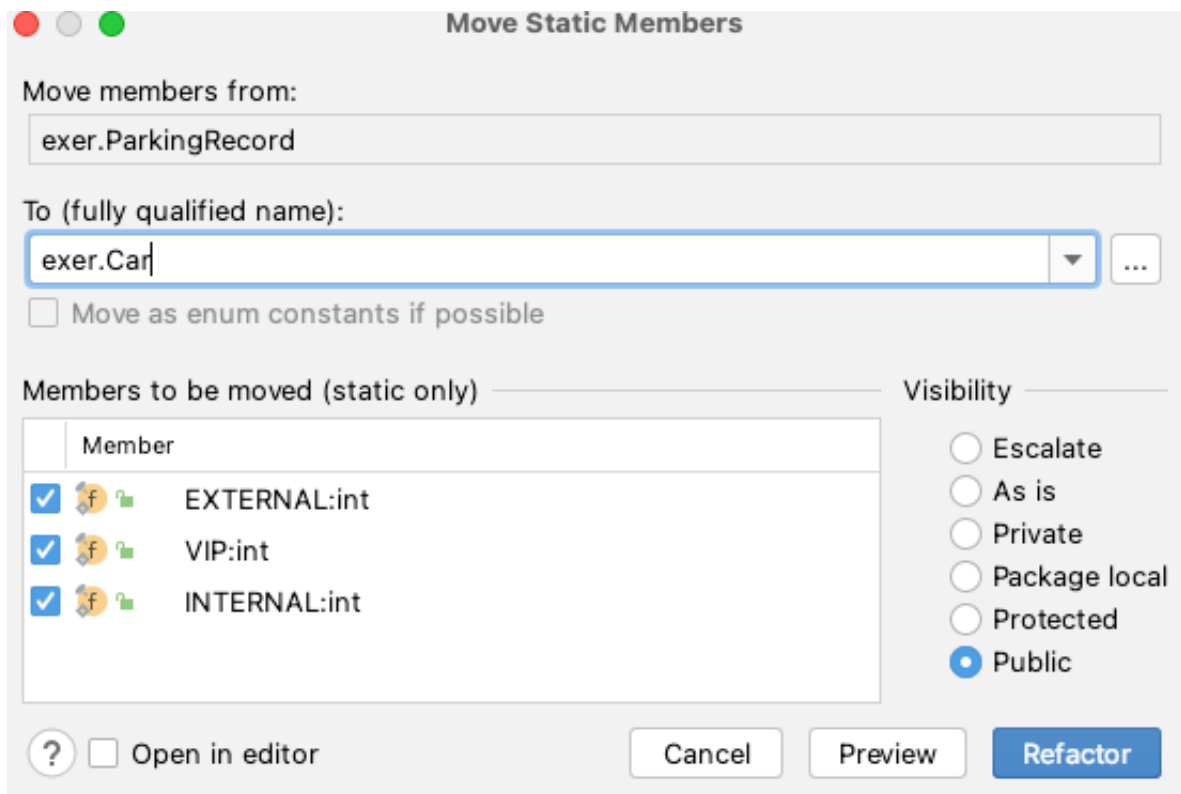 Move Static Members
Move members from:
exer.ParkingRecord
To (fully qualified name):
exer.Car
...
Move as enum constants if possible
Members to be moved (static only)
Member
f EXTERNAL:int
f VIP:int
f INTERNAL:int
Visibility
Escalate
As is
Private
Package local
Protected
Public
? Open in editor
Cancel
Preview
Refactor